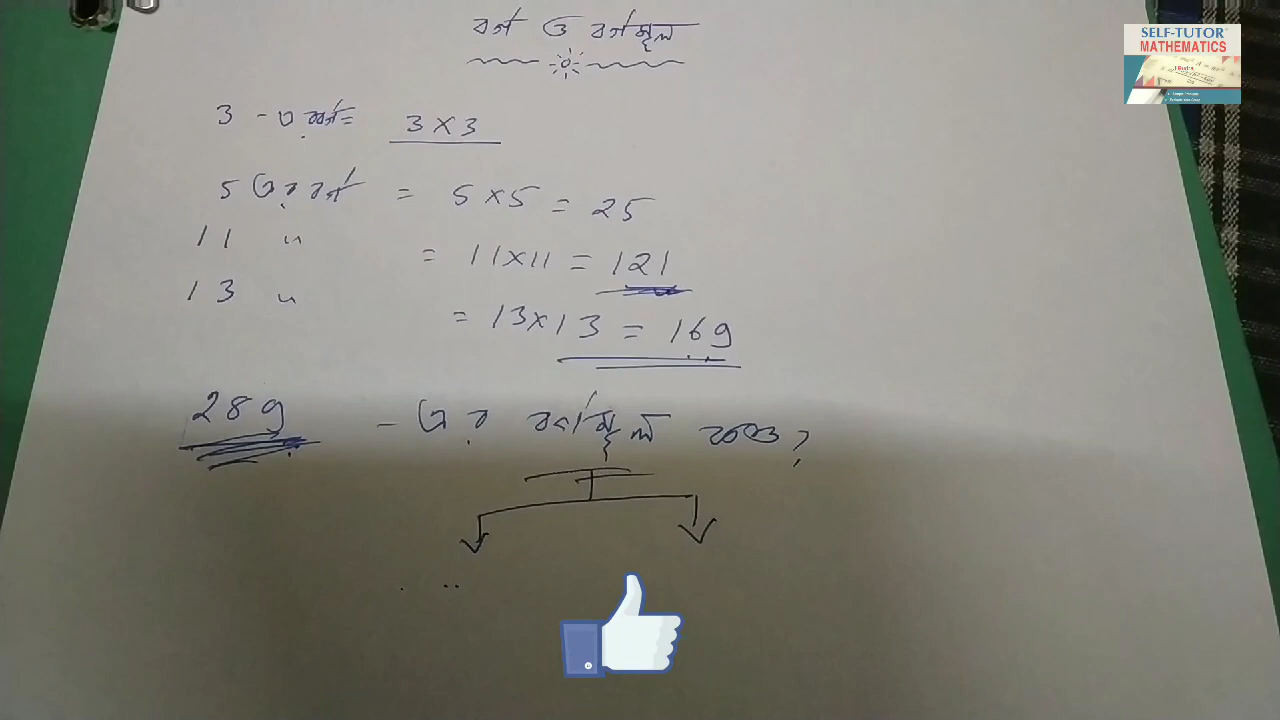 বর্গ ও বর্গমূল
SELF-TUTOR
MATHEMATICS
3 - এর বর্গ = 3 X 3
5 এর বর্গ = 5 X 5 = 25
11 " = 11 X 11 = 121
13 " = 13 X 13 = 169
289 - এর বর্গমূল কত?